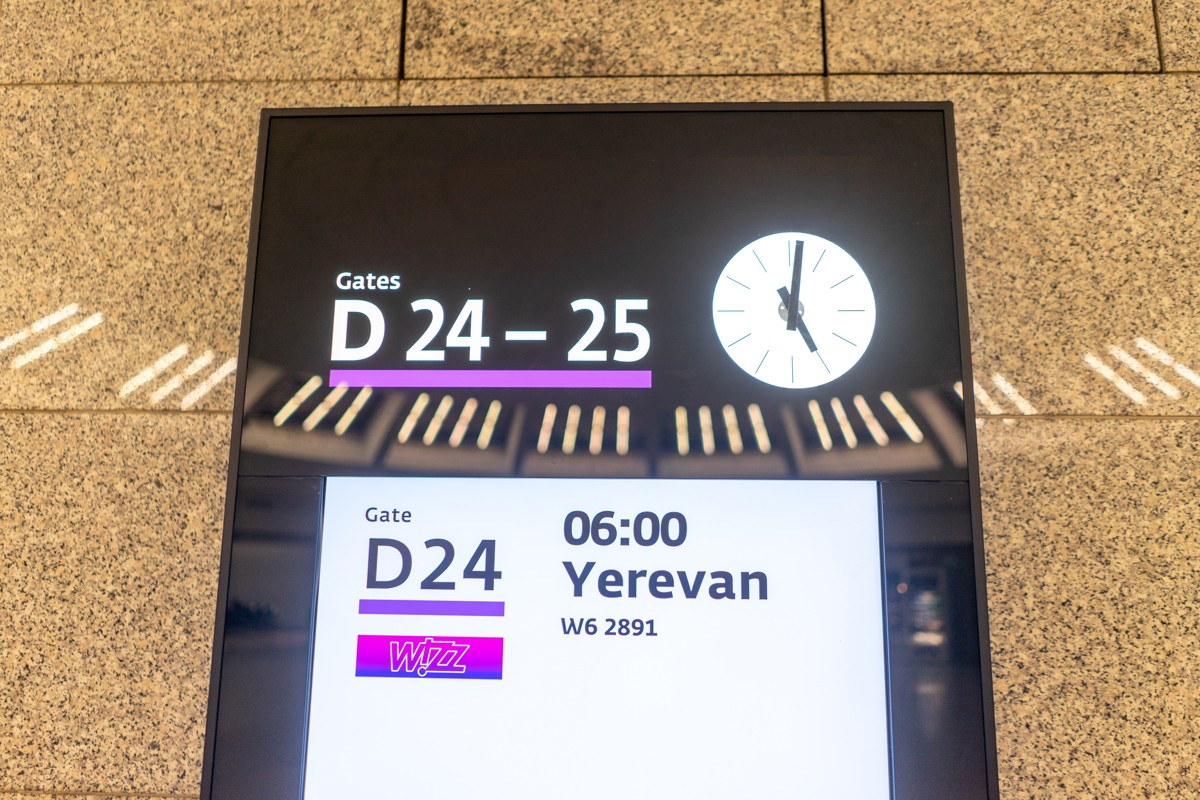 Gates
D 24 – 25
Gate
D24
06:00
Yerevan
W6 2891
WIZZ